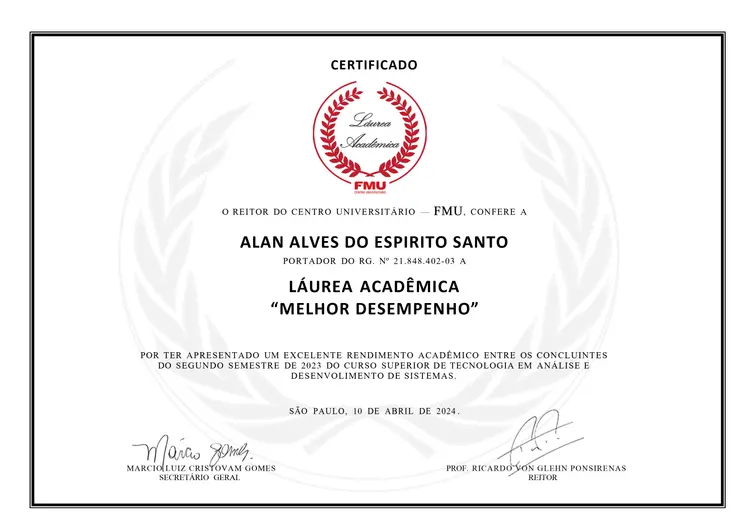 CERTIFICADO
Láurea
Acadêmica
FMU
CENTRO UNIVERSITÁRIO
O REITOR DO CENTRO UNIVERSITÁRIO — FMU, CONFERE A
ALAN ALVES DO ESPIRITO SANTO
PORTADOR DO RG. Nº 21.848.402-03 A
LÁUREA ACADÊMICA
“MELHOR DESEMPENHO”
POR TER APRESENTADO UM EXCELENTE RENDIMENTO ACADÊMICO ENTRE OS CONCLUINTES
DO SEGUNDO SEMESTRE DE 2023 DO CURSO SUPERIOR DE TECNOLOGIA EM ANÁLISE E
DESENVOLIMENTO DE SISTEMAS.
SÃO PAULO, 10 DE ABRIL DE 2024.
Márcio Gomes.
MARCIO LUIZ CRISTOVAM GOMES
SECRETÁRIO GERAL
PROF. RICARDO VON GLEHN PONSIRENAS
REITOR